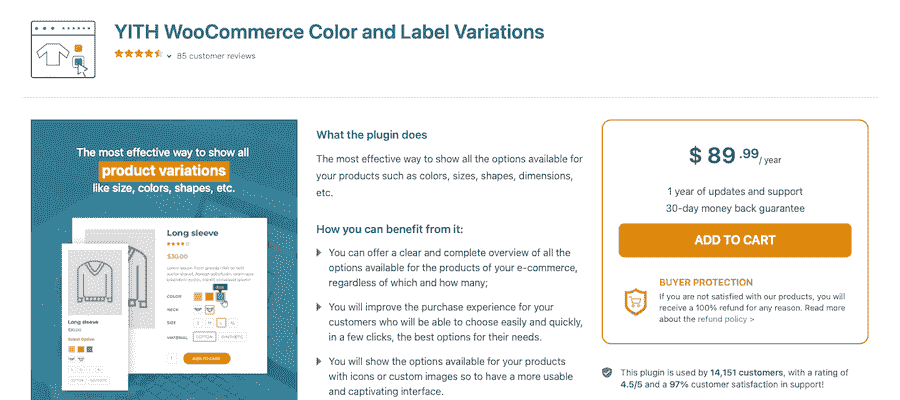 YITH WooCommerce Color and Label Variations
85 customer reviews
The most effective way to show all
product variations
like size, colors, shapes, etc.
Long sleeve
$30.00
COLOR
NECK
SIZE
MATERIAL
COTTON
SYNTHETIC
1
ADD TO CART
Long sleeve
$30.00
Select Option
What the plugin does
The most effective way to show all the options available for
your products such as colors, sizes, shapes, dimensions,
etc.
How you can benefit from it:
You can offer a clear and complete overview of all the
options available for the products of your e-commerce,
regardless of which and how many;
You will improve the purchase experience for your
customers who will be able to choose easily and quickly,
in a few clicks, the best options for their needs.
You will show the options available for your products
with icons or custom images so to have a more usable
and captivating interface.
$ 89 .99/ year
1 year of updates and support
30-day money back guarantee
ADD TO CART
BUYER PROTECTION
If you are not satisfied with our products, you will
receive a 100% refund for any reason. Read more
about the refund policy >
This plugin is used by 14,151 customers, with a rating of
4.5/5 and a 97% customer satisfaction in support!